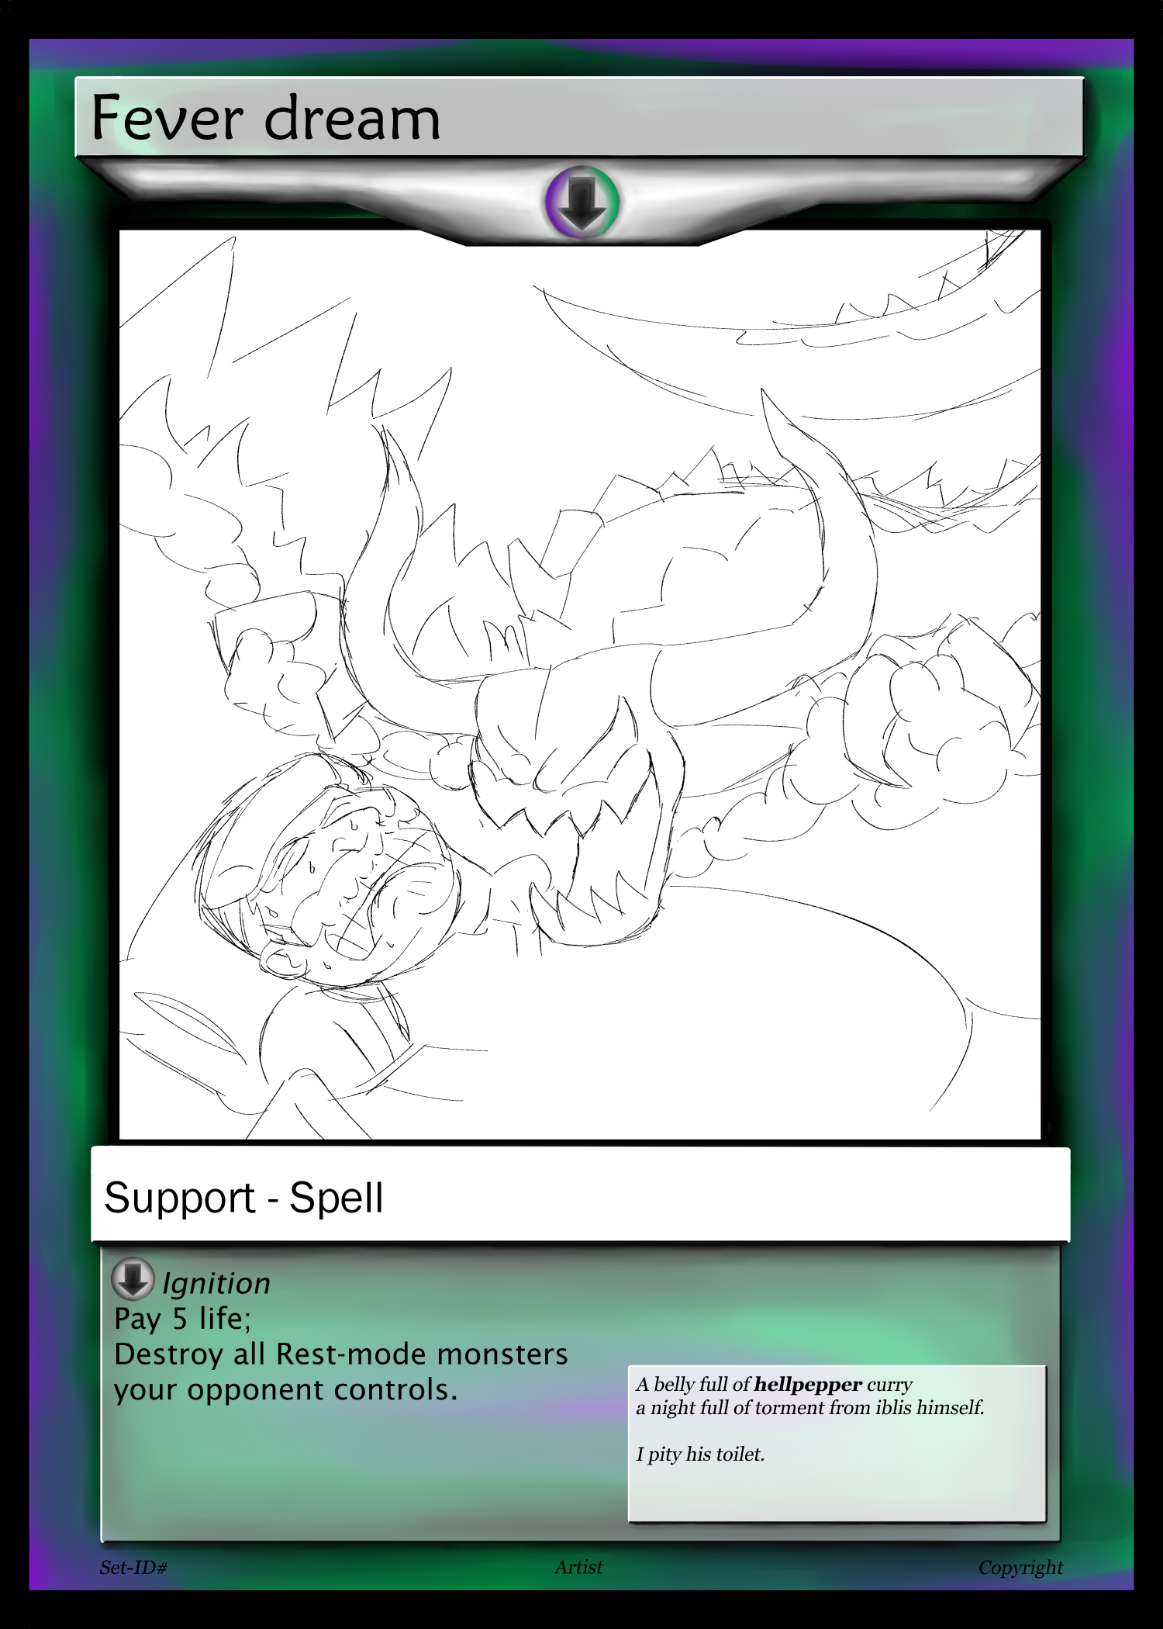 Fever dream
Support - Spell
Ignition
Pay 5 life;
Destroy all Rest-mode monsters
your opponent controls.
A belly full of hellpepper curry
a night full of torment from iblis himself.
I pity his toilet.
Set-ID#
Artist
Copyright